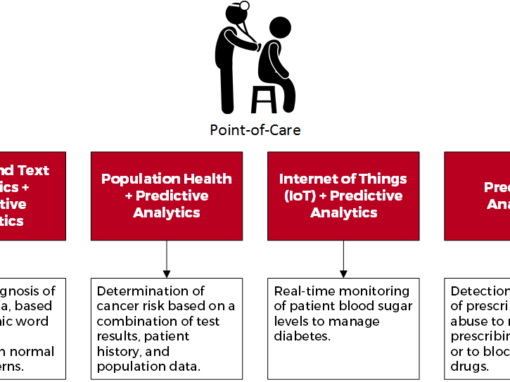 Point-of-Care
nd Text
ics +
tive
tics
Population Health
+ Predictive
Analytics
Internet of Things
(IoT) + Predictive
Analytics
Pred
Ana
gnosis of
a, based
nic word
n normal
erns.
Determination of
cancer risk based on a
combination of test
results, patient
history, and
population data.
Real-time monitoring
of patient blood sugar
levels to manage
diabetes.
Detection
of prescri
abuse to r
prescribin
or to bloc
drugs.